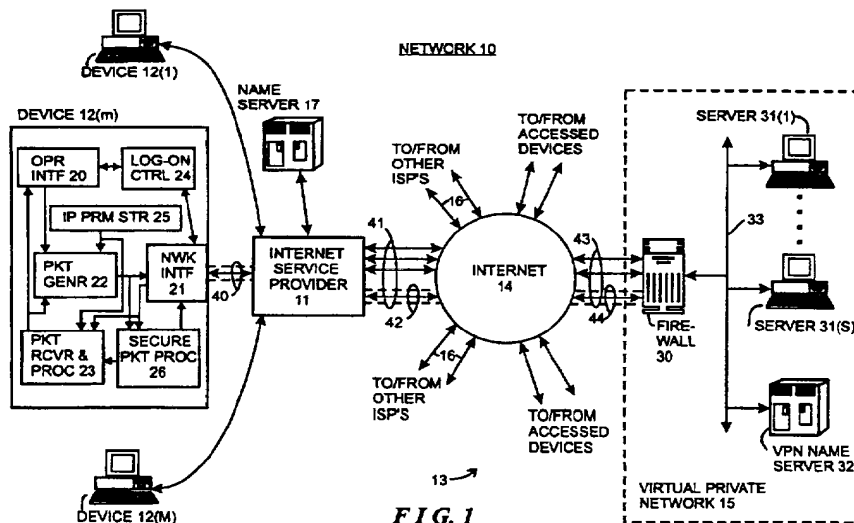 NETWORK 10
DEVICE 12(1)
NAME
SERVER 17
DEVICE 12(m)
OPR
INTF 20
LOG-ON
CTRL 24
IP PRM STR 25
PKT
GENR 22
NWK
INTF
21
PKT
RCVR &
PROC 23
SECURE
PKT PROC
26
40
INTERNET
SERVICE
PROVIDER
11
41
42
TO/FROM
OTHER
ISP'S
16
TO/FROM
ACCESSED
DEVICES
INTERNET
14
16
TO/FROM
OTHER
ISP'S
TO/FROM
ACCESSED
DEVICES
43
44
FIRE-
WALL
30
SERVER 31(1)
33
SERVER 31(S)
VPN NAME
SERVER 32
VIRTUAL PRIVATE
NETWORK 15
13
DEVICE 12(M)
FIG. 1